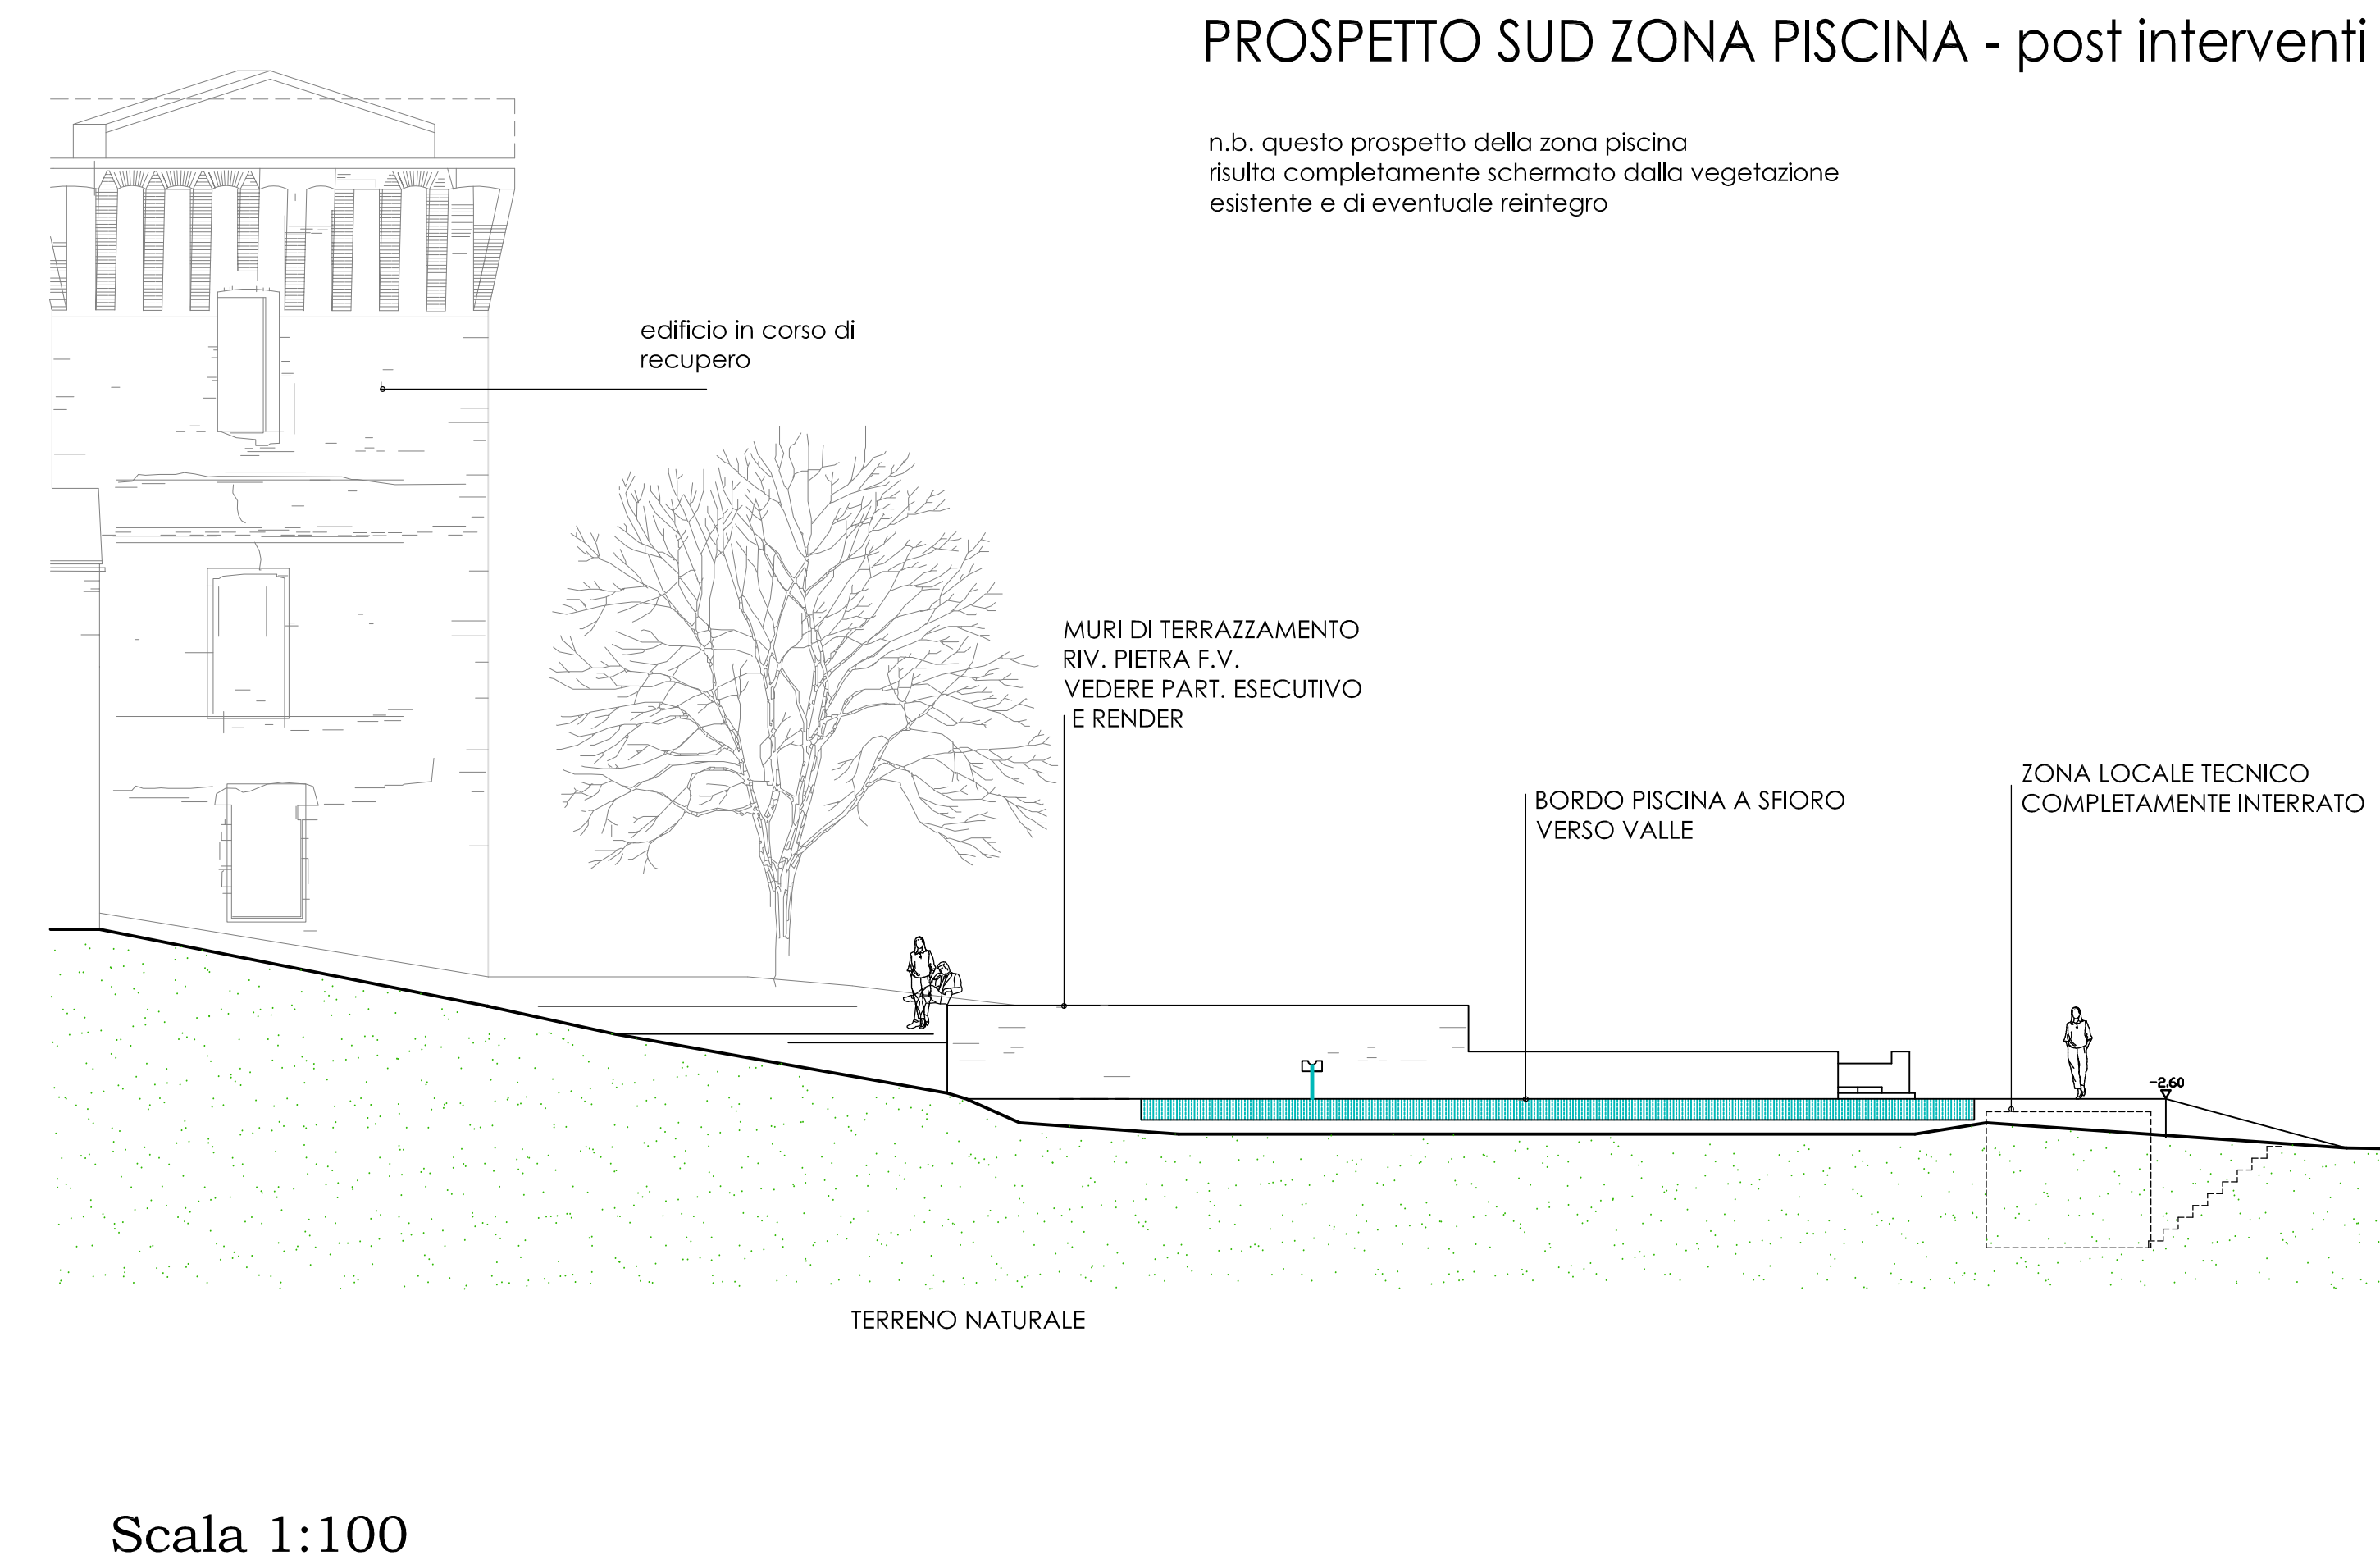 PROSPETTO SUD ZONA PISCINA - post interventi
n.b. questo prospetto della zona piscina
risulta completamente schermato dalla vegetazione
esistente e di eventuale reintegro
edificio in corso di
recupero
MURI DI TERRAZZAMENTO
RIV. PIETRA F.V.
VEDERE PART. ESECUTIVO
E RENDER
BORDO PISCINA A SFIORO
VERSO VALLE
ZONA LOCALE TECNICO
COMPLETAMENTE INTERRATO
-2.60
TERRENO NATURALE
Scala 1:100